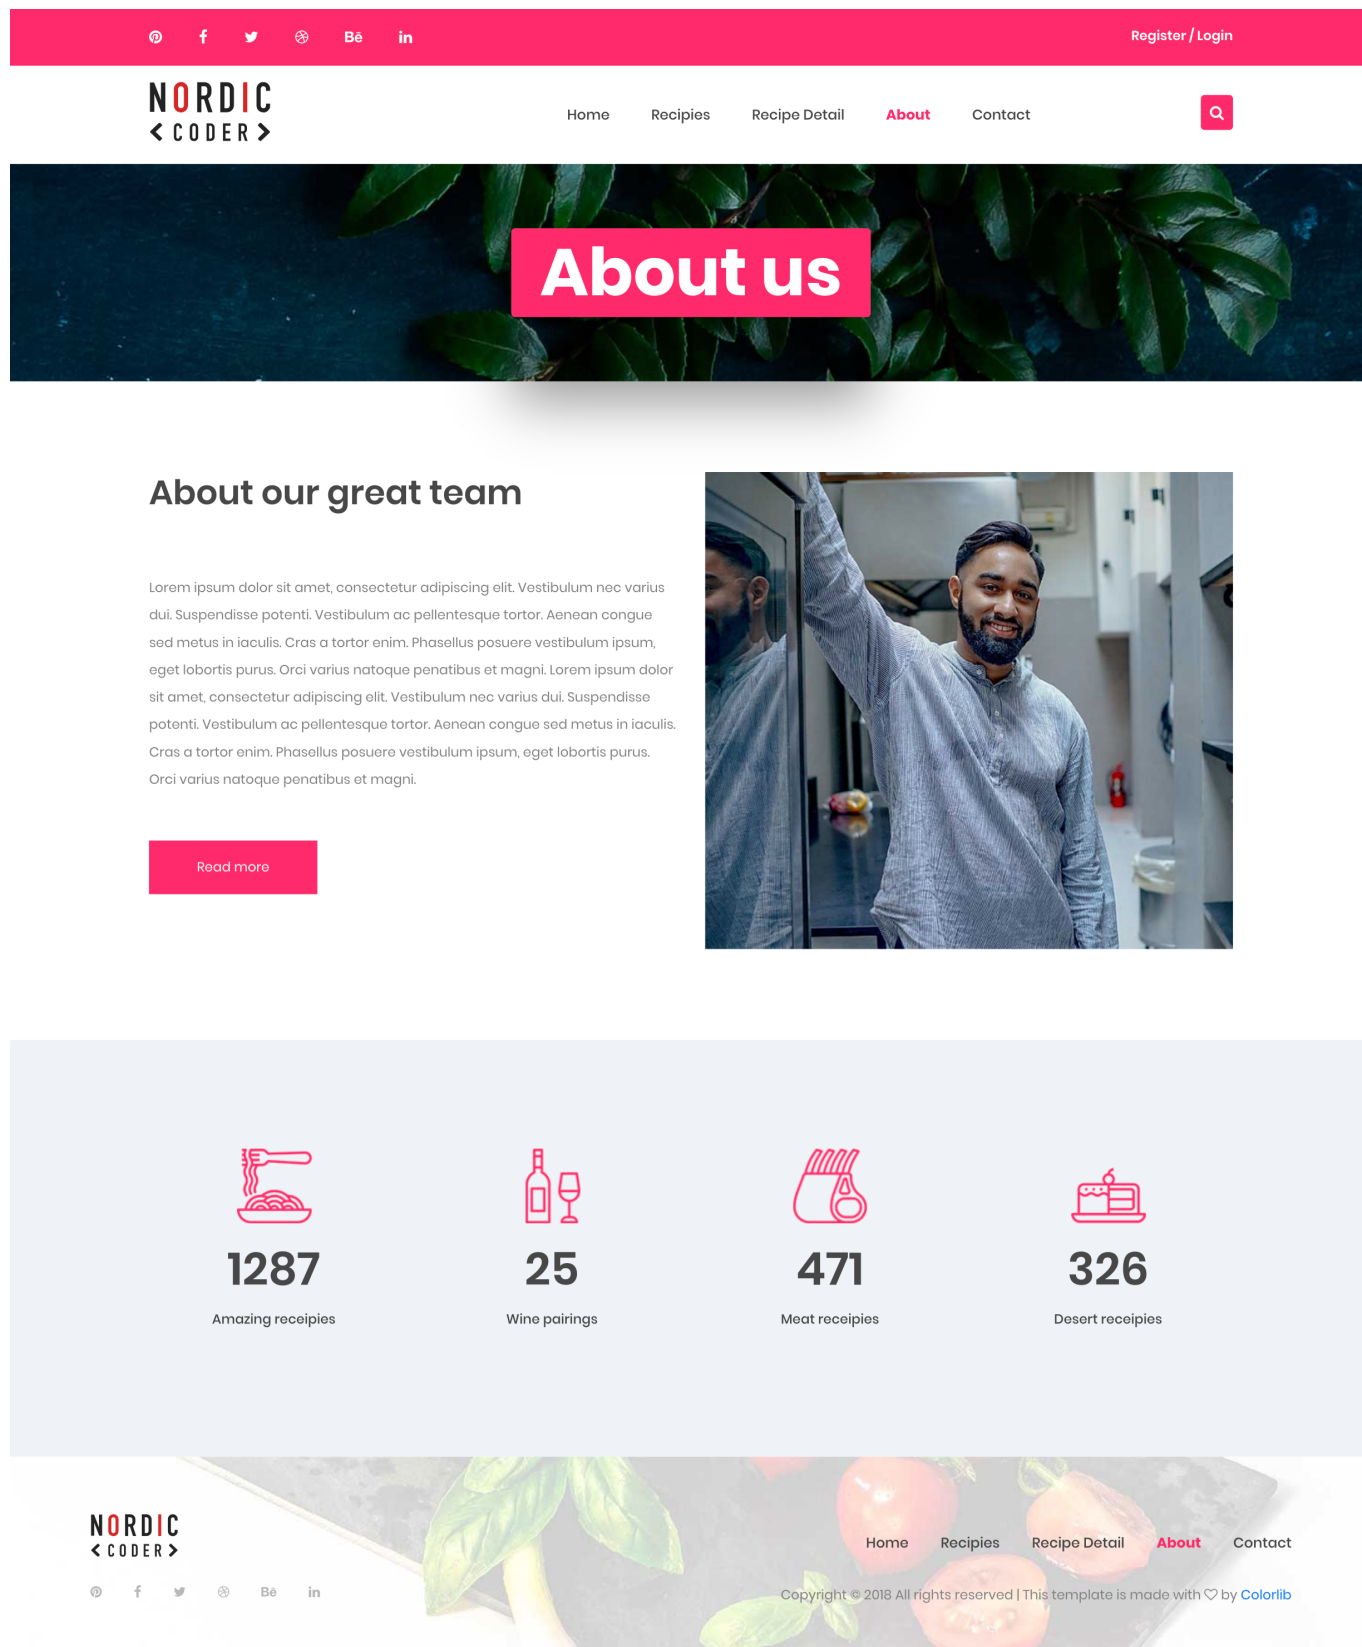 Bē
Register / Login
NORDIC
< CODER >
Home Recipies Recipe Detail About Contact
About us
About our great team
Lorem ipsum dolor sit amet, consectetur adipiscing elit. Vestibulum nec varius
dui. Suspendisse potenti. Vestibulum ac pellentesque tortor. Aenean congue
sed metus in iaculis. Cras a tortor enim. Phasellus posuere vestibulum ipsum,
eget lobortis purus. Orci varius natoque penatibus et magni. Lorem ipsum dolor
sit amet, consectetur adipiscing elit. Vestibulum nec varius dui. Suspendisse
potenti. Vestibulum ac pellentesque tortor. Aenean congue sed metus in iaculis.
Cras a tortor enim. Phasellus posuere vestibulum ipsum, eget lobortis purus.
Orci varius natoque penatibus et magni.
Read more
1287 25 471 326
Amazing receipies Wine pairings Meat receipies Desert receipies
NORDIC
< CODER >
Home Recipies Recipe Detail About Contact
Bē
Copyright © 2018 All rights reserved | This template is made with ♡ by Colorlib